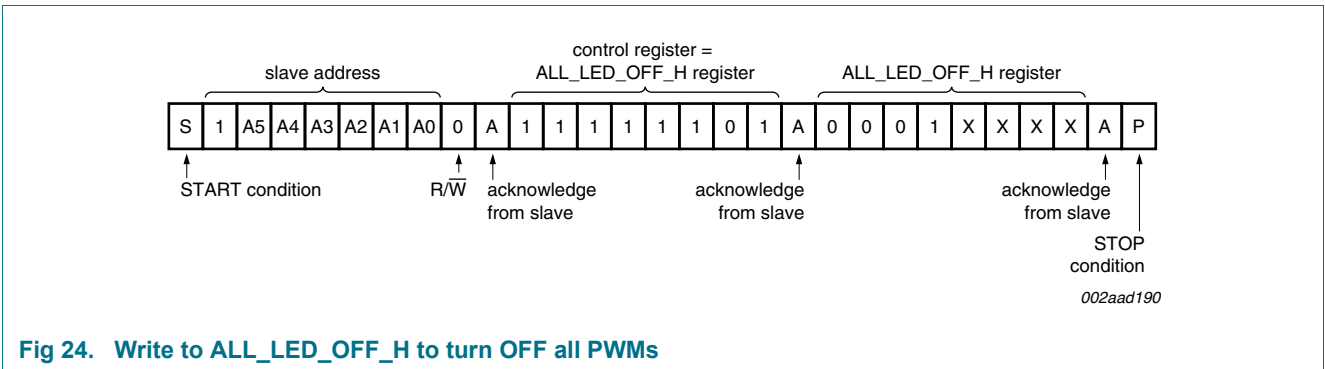 control register =
slave address
ALL_LED_OFF_H register
ALL_LED_OFF_H register
S 1 A5 A4 A3 A2 A1 A0 0 A 1 1 1 1 1 1 0 1 A 0 0 0 1 X X X X A P
START condition
R/W̅
acknowledge
from slave
acknowledge
from slave
acknowledge
from slave
STOP
condition
002aad190
Fig 24. Write to ALL_LED_OFF_H to turn OFF all PWMs